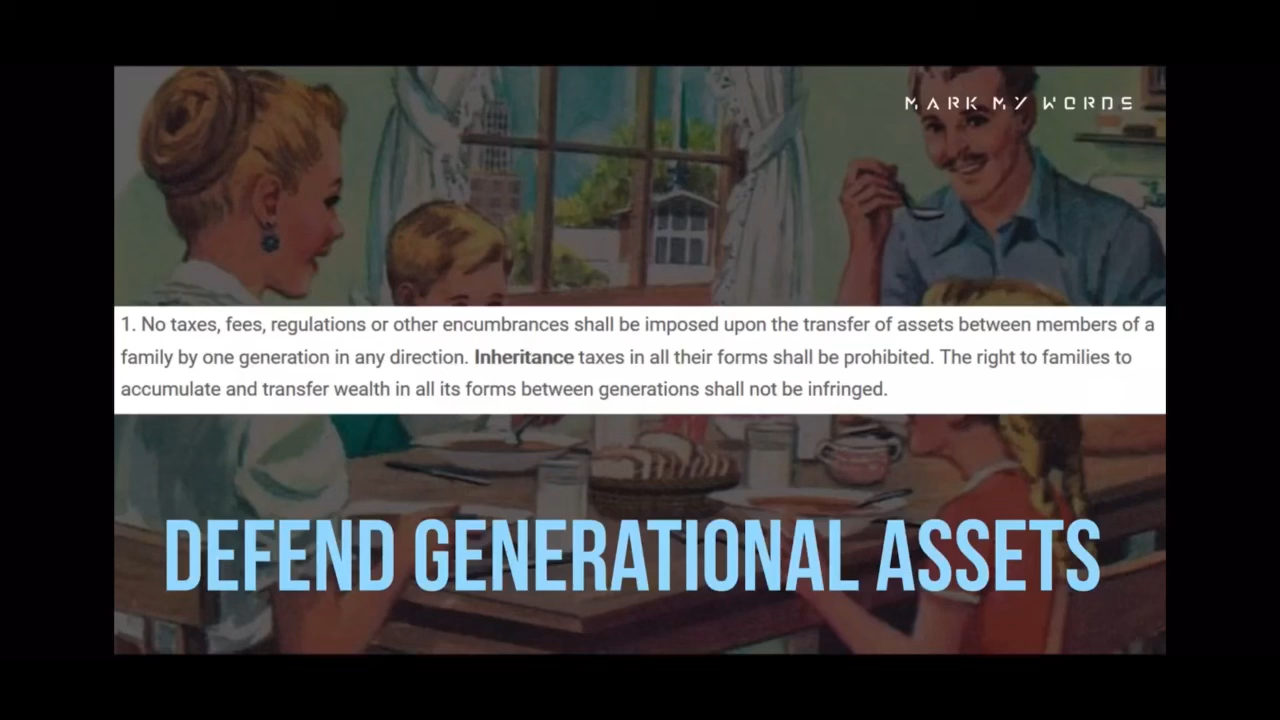 MARK MY WORDS
1. No taxes, fees, regulations or other encumbrances shall be imposed upon the transfer of assets between members of a
family by one generation in any direction. Inheritance taxes in all their forms shall be prohibited. The right to families to
accumulate and transfer wealth in all its forms between generations shall not be infringed.
DEFEND GENERATIONAL ASSETS